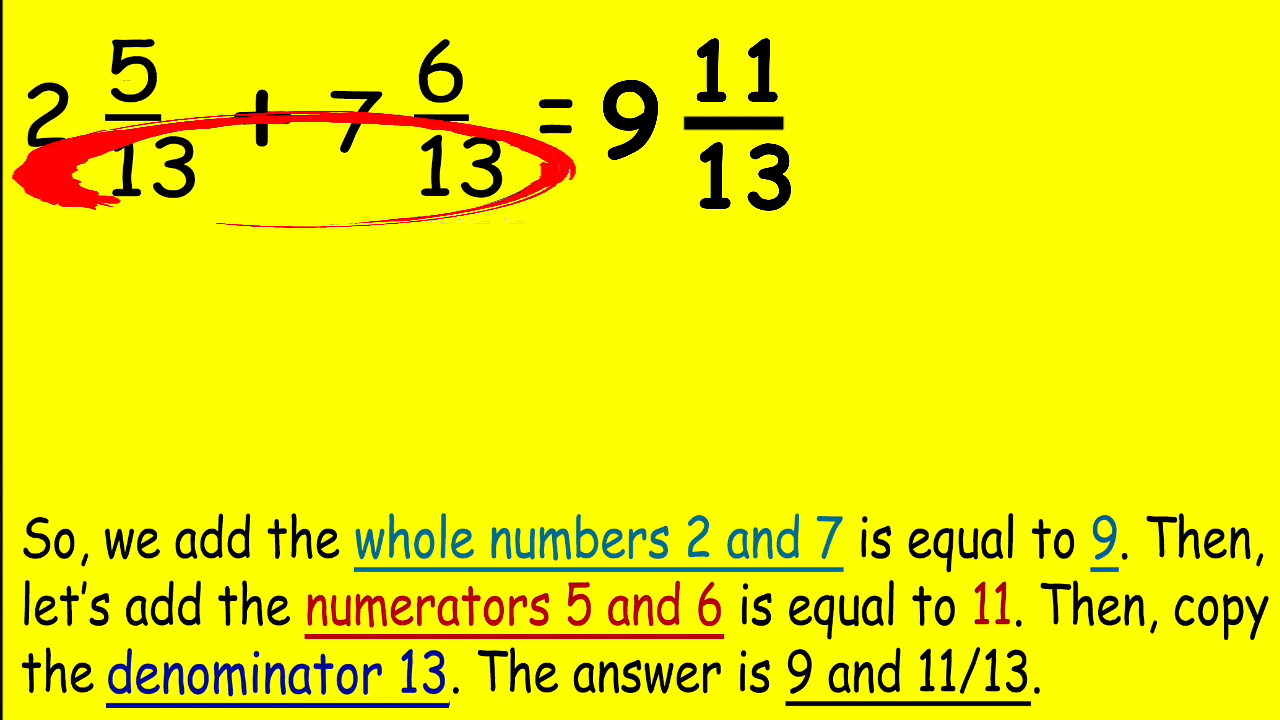 2 5/13 + 7 6/13 = 9 11/13
So, we add the whole numbers 2 and 7 is equal to 9. Then,
let's add the numerators 5 and 6 is equal to 11. Then, copy
the denominator 13. The answer is 9 and 11/13.